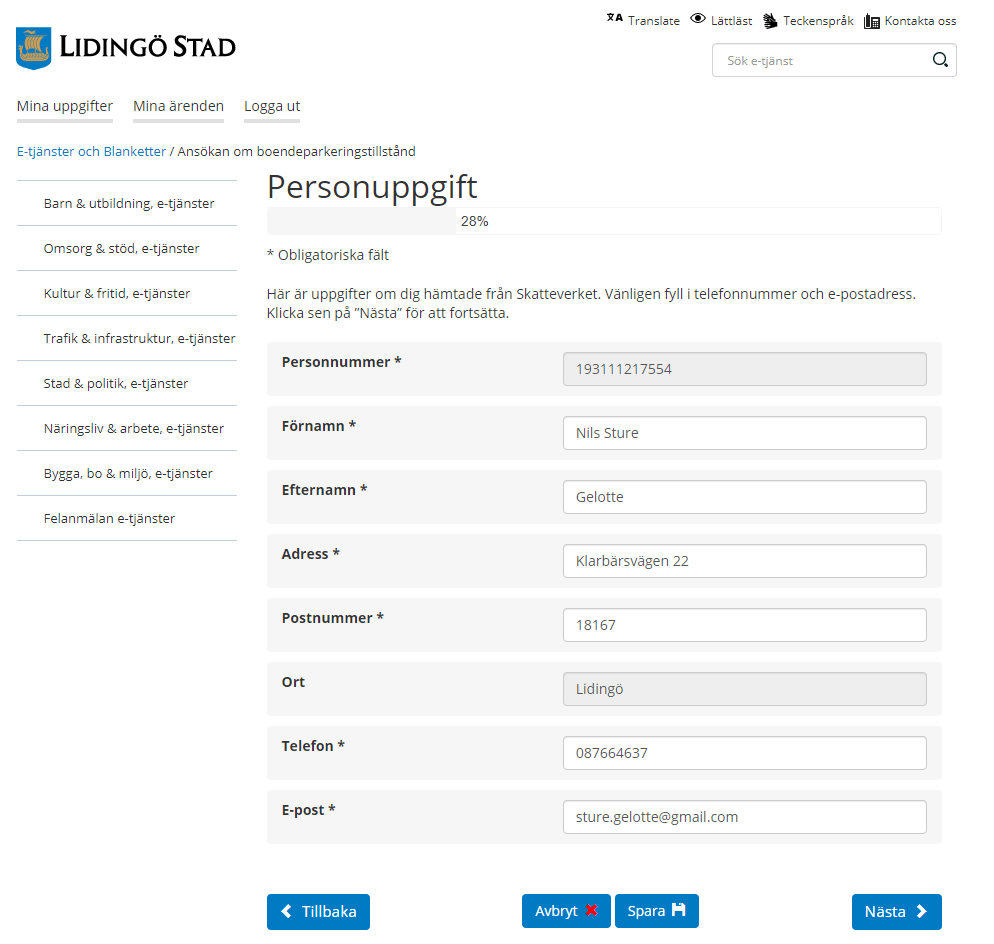 Translate Lättläst Teckenspråk Kontakta oss
LIDINGÖ STAD
Sök e-tjänst
Mina uppgifter Mina ärenden Logga ut
E-tjänster och Blanketter / Ansökan om boendeparkeringstillstånd
Barn & utbildning, e-tjänster
Omsorg & stöd, e-tjänster
Kultur & fritid, e-tjänster
Trafik & infrastruktur, e-tjänster
Stad & politik, e-tjänster
Näringsliv & arbete, e-tjänster
Bygga, bo & miljö, e-tjänster
Felanmälan e-tjänster
Personuppgift
28%
* Obligatoriska fält
Här är uppgifter om dig hämtade från Skatteverket. Vänligen fyll i telefonnummer och e-postadress.
Klicka sen på ”Nästa” för att fortsätta.
Personnummer * 193111217554
Förnamn * Nils Sture
Efternamn * Gelotte
Adress * Klarbärsvägen 22
Postnummer * 18167
Ort Lidingö
Telefon * 087664637
E-post * sture.gelotte@gmail.com
Tillbaka Avbryt Spara Nästa